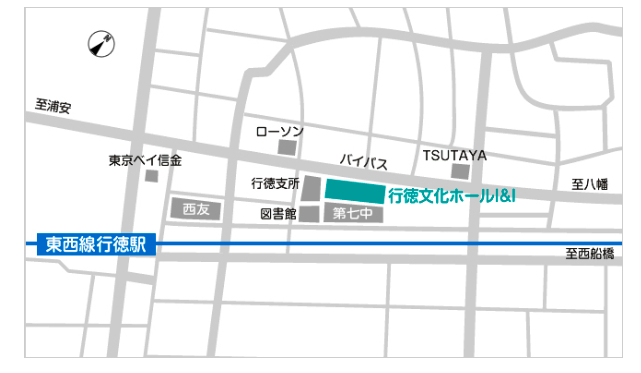 至浦安
ローソン
東京ベイ信金
バイパス
TSUTAYA
行徳支所
至八幡
行徳文化ホールI&I
西友
図書館
第七中
東西線行徳駅
至西船橋